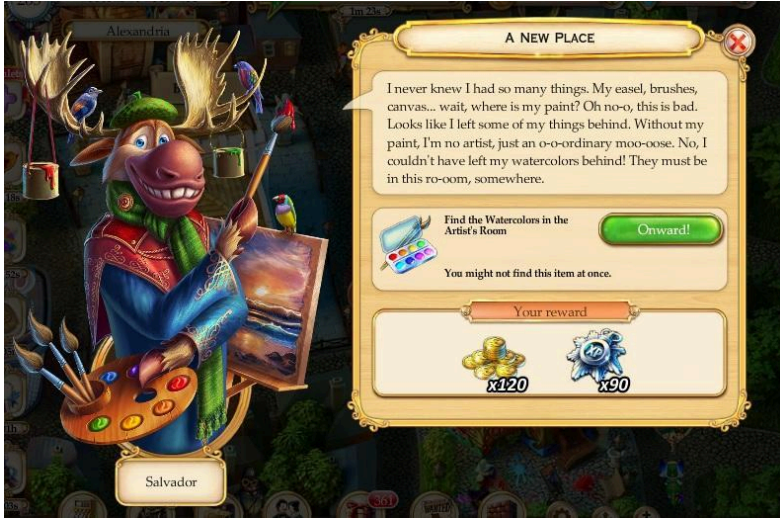 1m 23s
Alexandria
A New Place
I never knew I had so many things. My easel, brushes,
canvas... wait, where is my paint? Oh no-o, this is bad.
Looks like I left some of my things behind. Without my
paint, I'm no artist, just an o-o-ordinary moo-oose. No, I
couldn't have left my watercolors behind! They must be
in this ro-oom, somewhere.
Find the Watercolors in the
Artist's Room
Onward!
You might not find this item at once.
Your reward
XP
x120
x90
Salvador
361